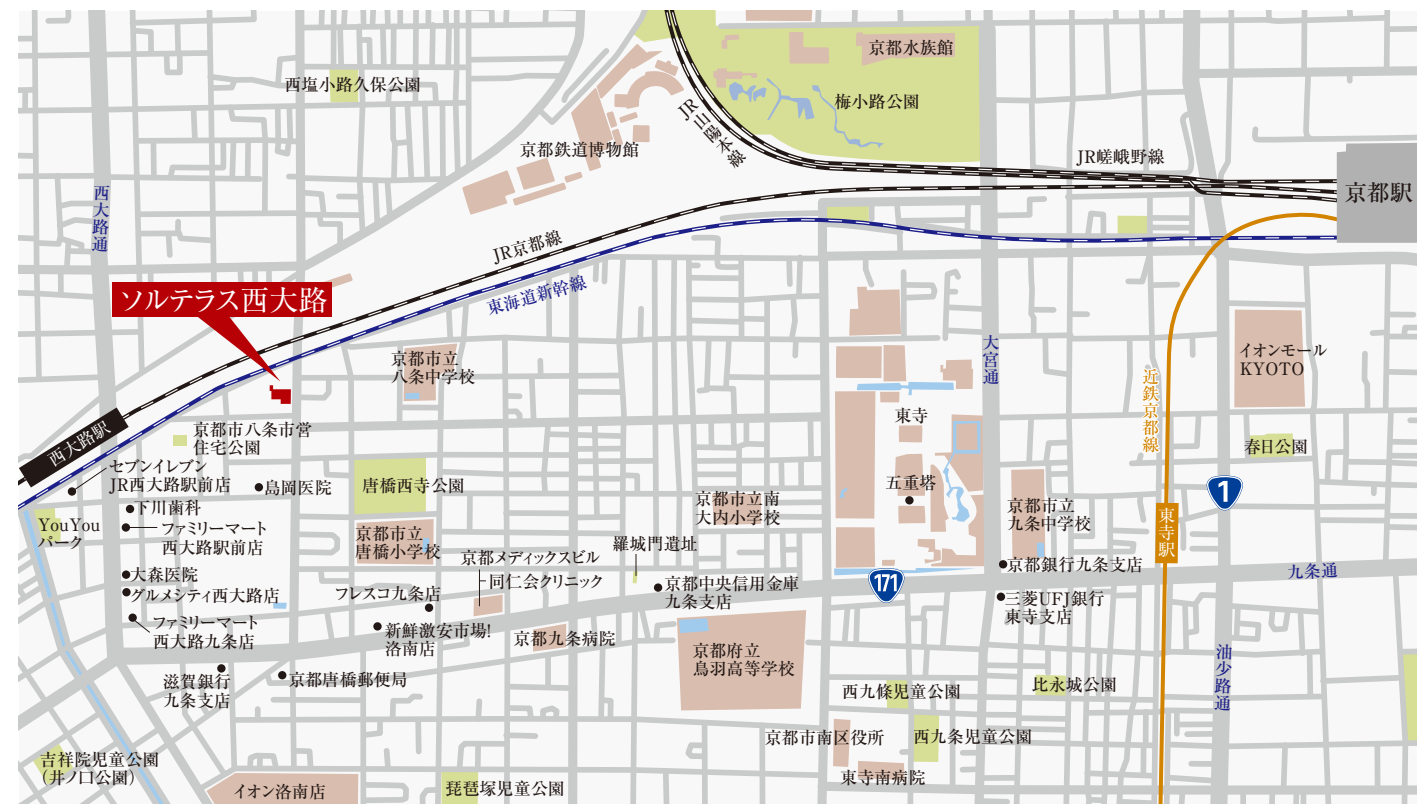 京都水族館
西塩小路久保公園
梅小路公園
JR山陽本線
京都鉄道博物館
JR嵯峨野線
京都駅
西大路通
JR京都線
東海道新幹線
ソルテラス西大路
大宮通
京都市立
八条中学校
イオンモール
KYOTO
近鉄京都線
東寺
京都市八条市営
住宅公園
西大路駅
春日公園
セブンイレブン
JR西大路駅前店
島岡医院
唐橋西寺公園
五重塔
1
下川歯科
YouYou
パーク
ファミリーマート
西大路駅前店
京都市立南
大内小学校
京都市立
九条中学校
京都市立
唐橋小学校
東寺駅
羅城門遺址
京都メディックスビル
同仁会クリニック
171
京都銀行九条支店
九条通
大森医院
グルメシティ西大路店
フレスコ九条店
京都中央信用金庫
九条支店
三菱UFJ銀行
東寺支店
ファミリーマート
西大路九条店
新鮮激安市場!
洛南店
京都九条病院
京都府立
鳥羽高等学校
油少路通
滋賀銀行
九条支店
京都唐橋郵便局
西九條児童公園
比永城公園
京都市南区役所
西九条児童公園
吉祥院児童公園
(井ノ口公園)
東寺南病院
イオン洛南店
琵琶塚児童公園